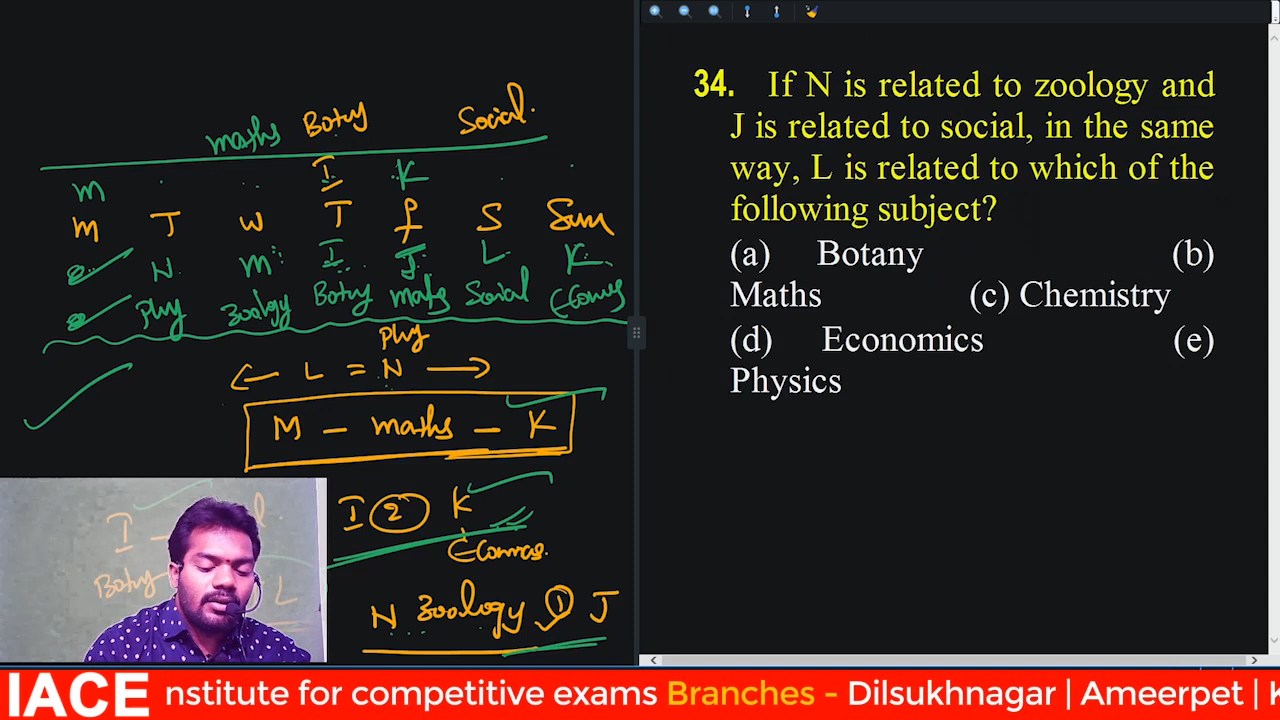 maths Botny Social.
M I K
M T W T f S Sun
N M I J L K
Phy Zoology Botny maths Social
Phy
L = N
M - maths - K
I 2 K
N Zoology 1 J
I
Botny L
34. If N is related to zoology and
J is related to social, in the same
way, L is related to which of the
following subject?
(a) Botany (b)
Maths (c) Chemistry
(d) Economics (e)
Physics
IACE nstitute for competitive exams Branches - Dilsukhnagar | Ameerpet | K